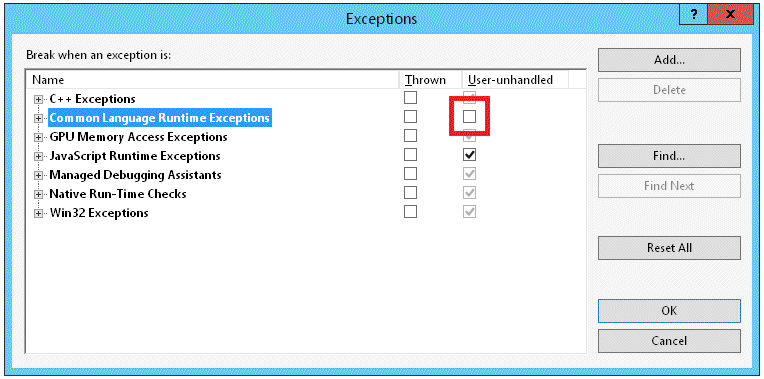 Exceptions
? x
Break when an exception is:
Name Thrown User-unhandled
C++ Exceptions
Common Language Runtime Exceptions
GPU Memory Access Exceptions
JavaScript Runtime Exceptions
Managed Debugging Assistants
Native Run-Time Checks
Win32 Exceptions
Add...
Delete
Find...
Find Next
Reset All
OK
Cancel